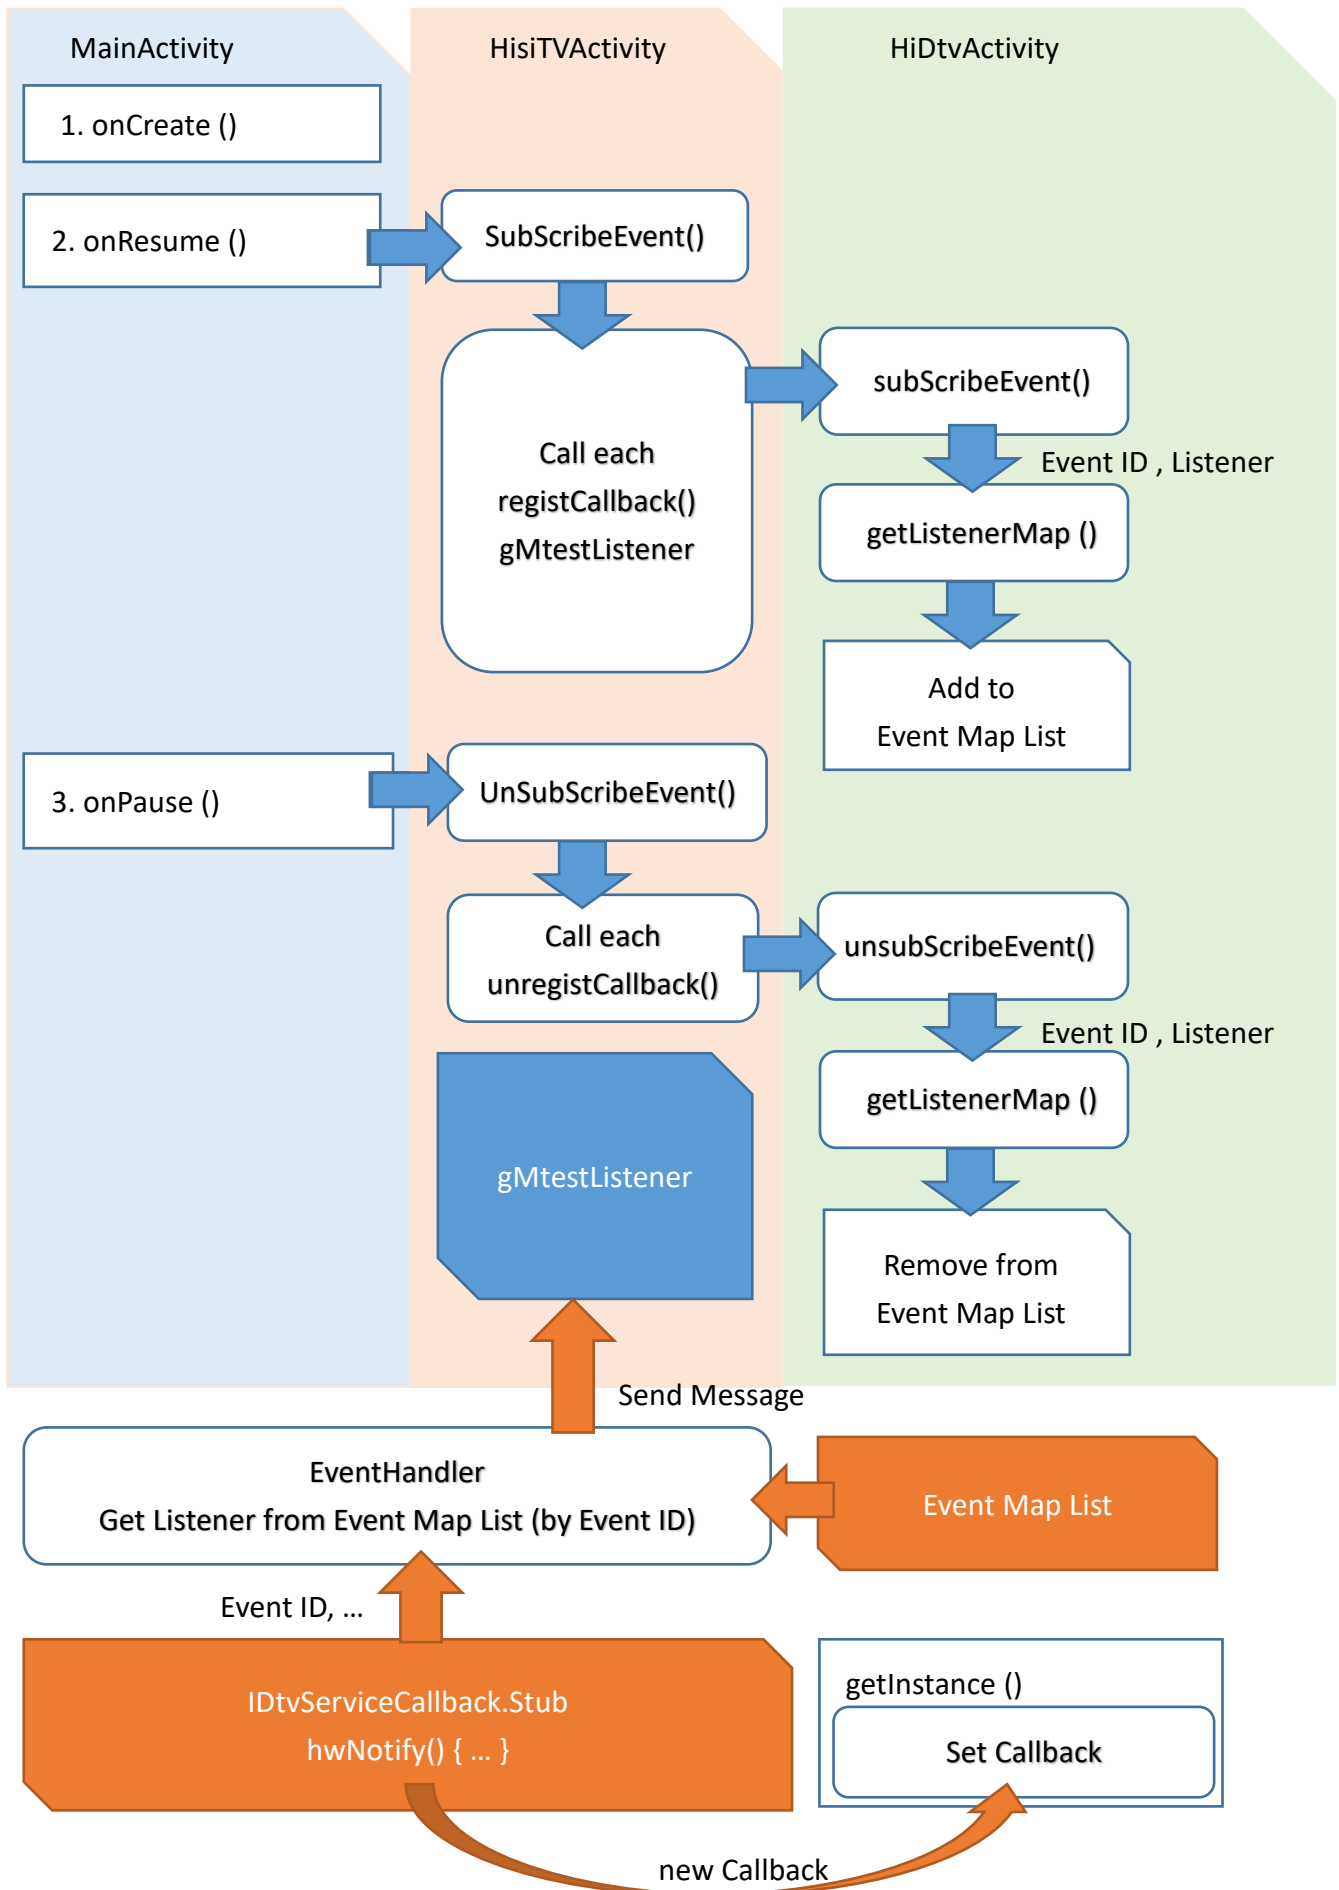 MainActivity
HisiTVActivity
HiDtvActivity
1. onCreate ()
2. onResume ()
SubScribeEvent()
Call each
registCallback()
gMtestListener
subScribeEvent()
Event ID , Listener
getListenerMap ()
Add to
Event Map List
3. onPause ()
UnSubScribeEvent()
Call each
unregistCallback()
unsubScribeEvent()
Event ID , Listener
getListenerMap ()
gMtestListener
Remove from
Event Map List
Send Message
EventHandler
Get Listener from Event Map List (by Event ID)
Event Map List
Event ID, ...
IDtvServiceCallback.Stub
hwNotify() { ... }
getInstance ()
Set Callback
new Callback